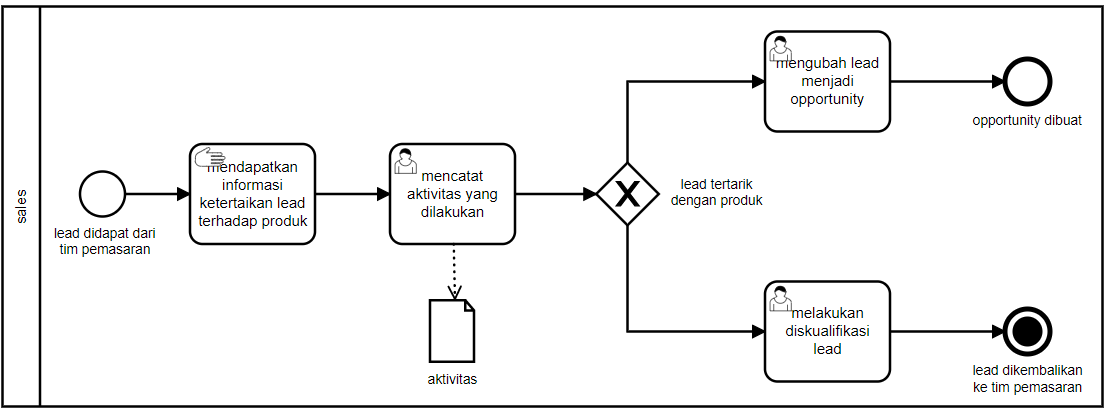 sales
lead didapat dari
tim pemasaran
mendapatkan
informasi
ketertaikan lead
terhadap produk
mencatat
aktivitas yang
dilakukan
aktivitas
X
lead tertarik
dengan produk
mengubah lead
menjadi
opportunity
opportunity dibuat
melakukan
diskualifikasi
lead
lead dikembalikan
ke tim pemasaran